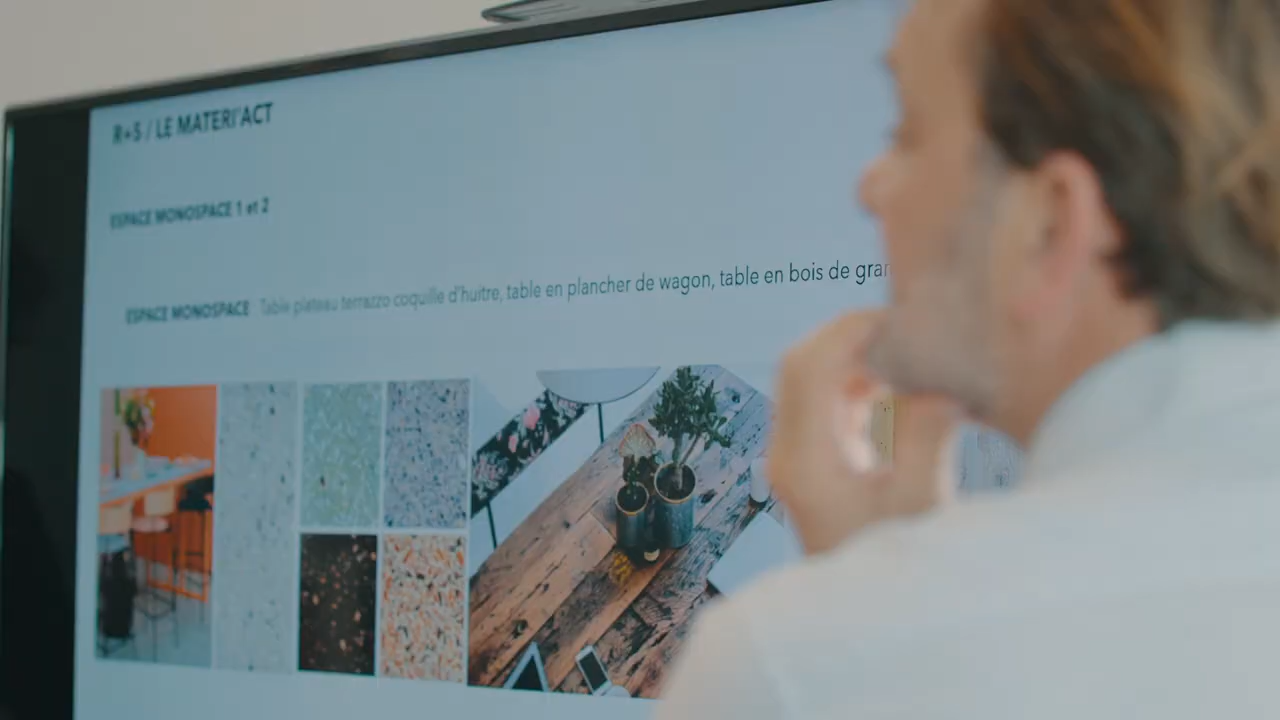 R+S / LE MATERI'ACT
ESPACE MONOSPACE 1 et 2
ESPACE MONOSPACE Table plateau terrazzo coquille d'huitre, table en plancher de wagon, table en bois de